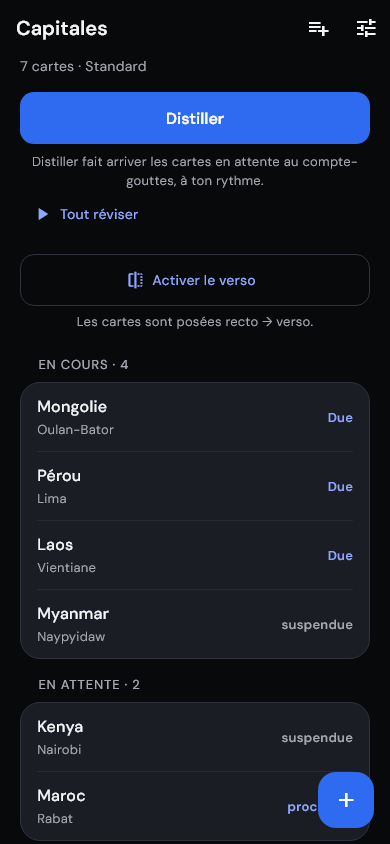 Capitales
7 cartes · Standard
Distiller
Distiller fait arriver les cartes en attente au compte-
gouttes, à ton rythme.
Tout réviser
Activer le verso
Les cartes sont posées recto → verso.
EN COURS · 4
Mongolie
Oulan-Bator
Due
Pérou
Lima
Due
Laos
Vientiane
Due
Myanmar
Naypyidaw
suspendue
EN ATTENTE · 2
Kenya
Nairobi
suspendue
Maroc
Rabat